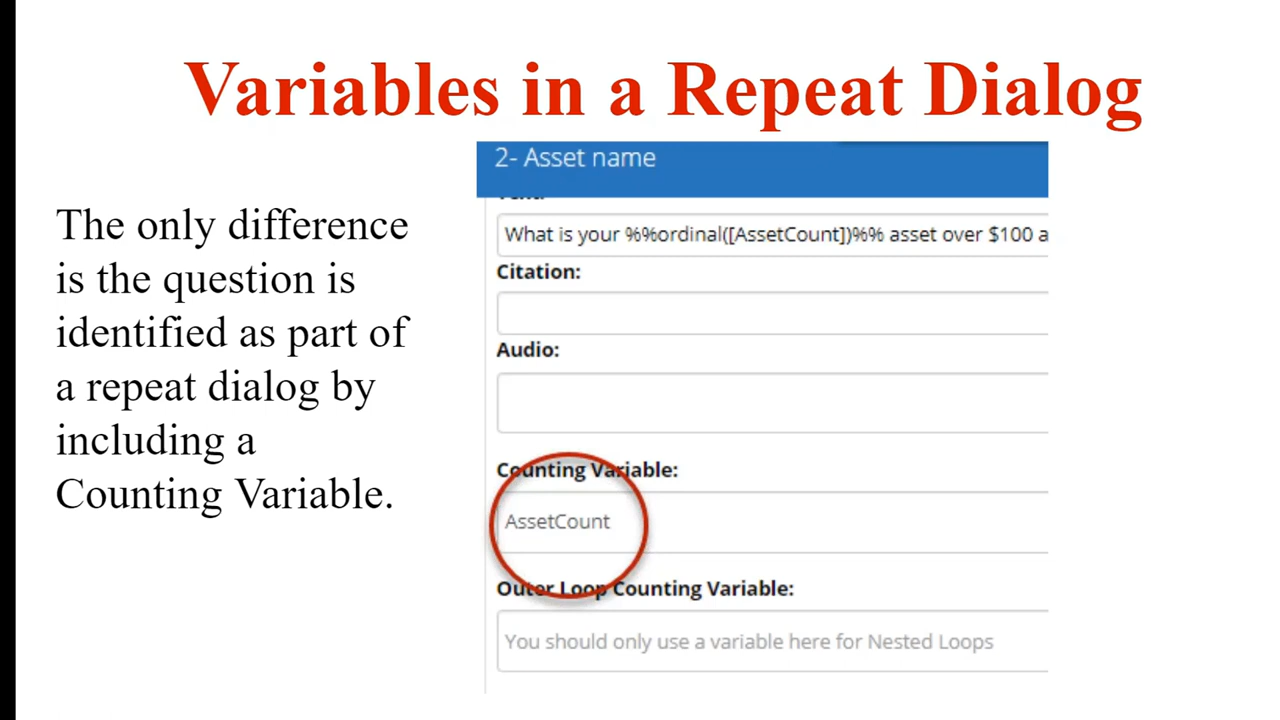 Variables in a Repeat Dialog
The only difference
is the question is
identified as part of
a repeat dialog by
including a
Counting Variable.
2- Asset name
What is your %%ordinal([AssetCount])%% asset over $100 a
Citation:
Audio:
Counting Variable:
AssetCount
Outer Loop Counting Variable:
You should only use a variable here for Nested Loops